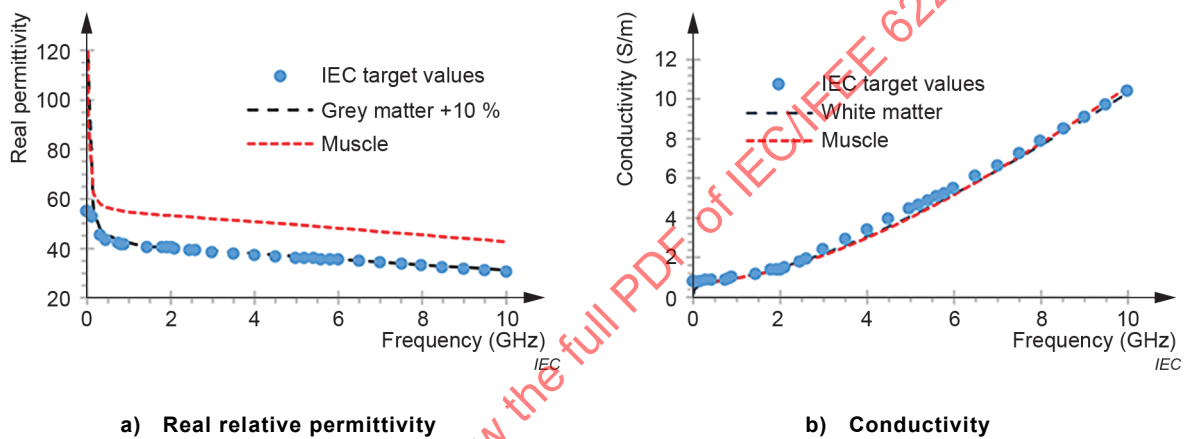 Real permittivity
120
100
80
60
40
20
0
2
4
6
8
10
IEC target values
Grey matter +10 %
Muscle
Frequency (GHz)
IEC
a) Real relative permittivity
Conductivity (S/m)
12
10
8
6
4
2
0
0
2
4
6
8
10
IEC target values
White matter
Muscle
Frequency (GHz)
IEC
b) Conductivity
the full PDF of IEC/IEEE 622